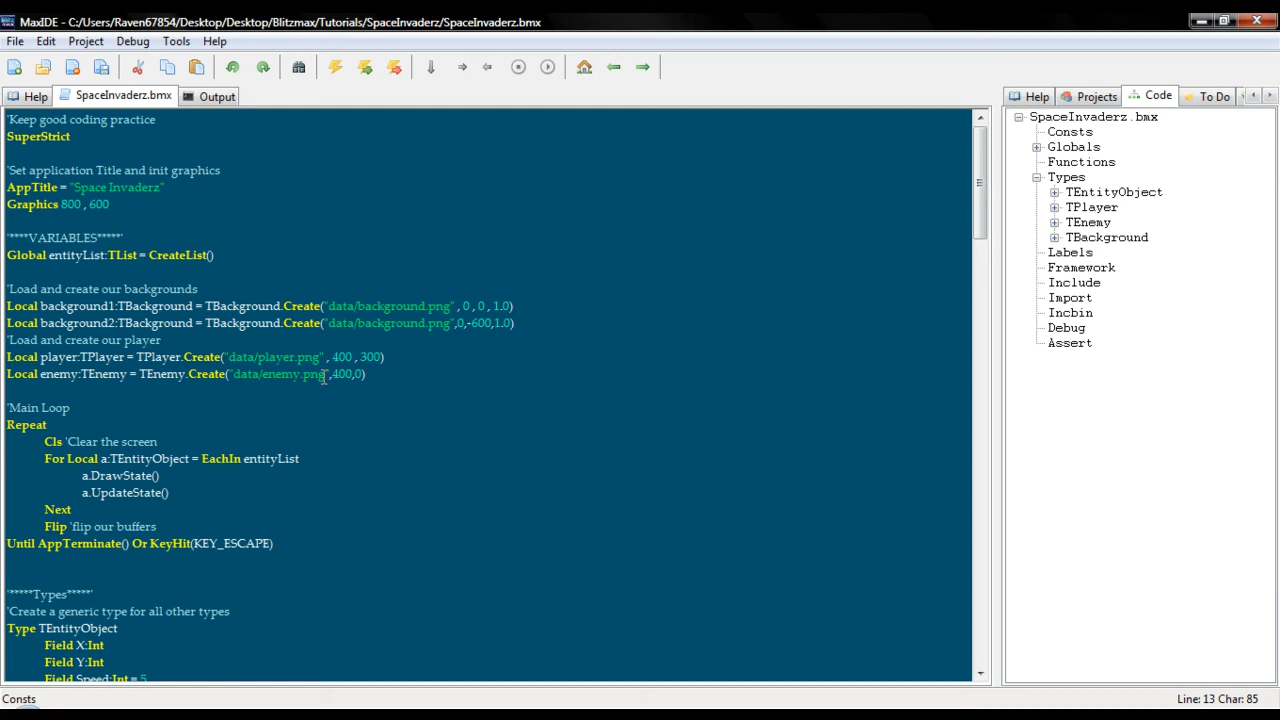 MaxIDE - C:/Users/Raven67854/Desktop/Desktop/Blitzmax/Tutorials/SpaceInvaderz/SpaceInvaderz.bmx
File Edit Project Debug Tools Help
Help SpaceInvaderz.bmx Output
'Keep good coding practice
SuperStrict
'Set application Title and init graphics
AppTitle = "Space Invaderz"
Graphics 800 , 600
'****VARIABLES*****'
Global entityList:TList = CreateList()
'Load and create our backgrounds
Local background1:TBackground = TBackground.Create("data/background.png" , 0 , 0 , 1.0)
Local background2:TBackground = TBackground.Create("data/background.png",0,-600,1.0)
'Load and create our player
Local player:TPlayer = TPlayer.Create("data/player.png" , 400 , 300)
Local enemy:TEnemy = TEnemy.Create("data/enemy.png",400,0)
'Main Loop
Repeat
Cls 'Clear the screen
For Local a:TEntityObject = EachIn entityList
a.DrawState()
a.UpdateState()
Next
Flip 'flip our buffers
Until AppTerminate() Or KeyHit(KEY_ESCAPE)
'*****Types*****'
'Create a generic type for all other types
Type TEntityObject
Field X:Int
Field Y:Int
Field Speed:Int = 5
Help Projects Code To Do
SpaceInvaderz.bmx
Consts
Globals
Functions
Types
TEntityObject
TPlayer
TEnemy
TBackground
Labels
Framework
Include
Import
Incbin
Debug
Assert
Consts
Line: 13 Char: 85